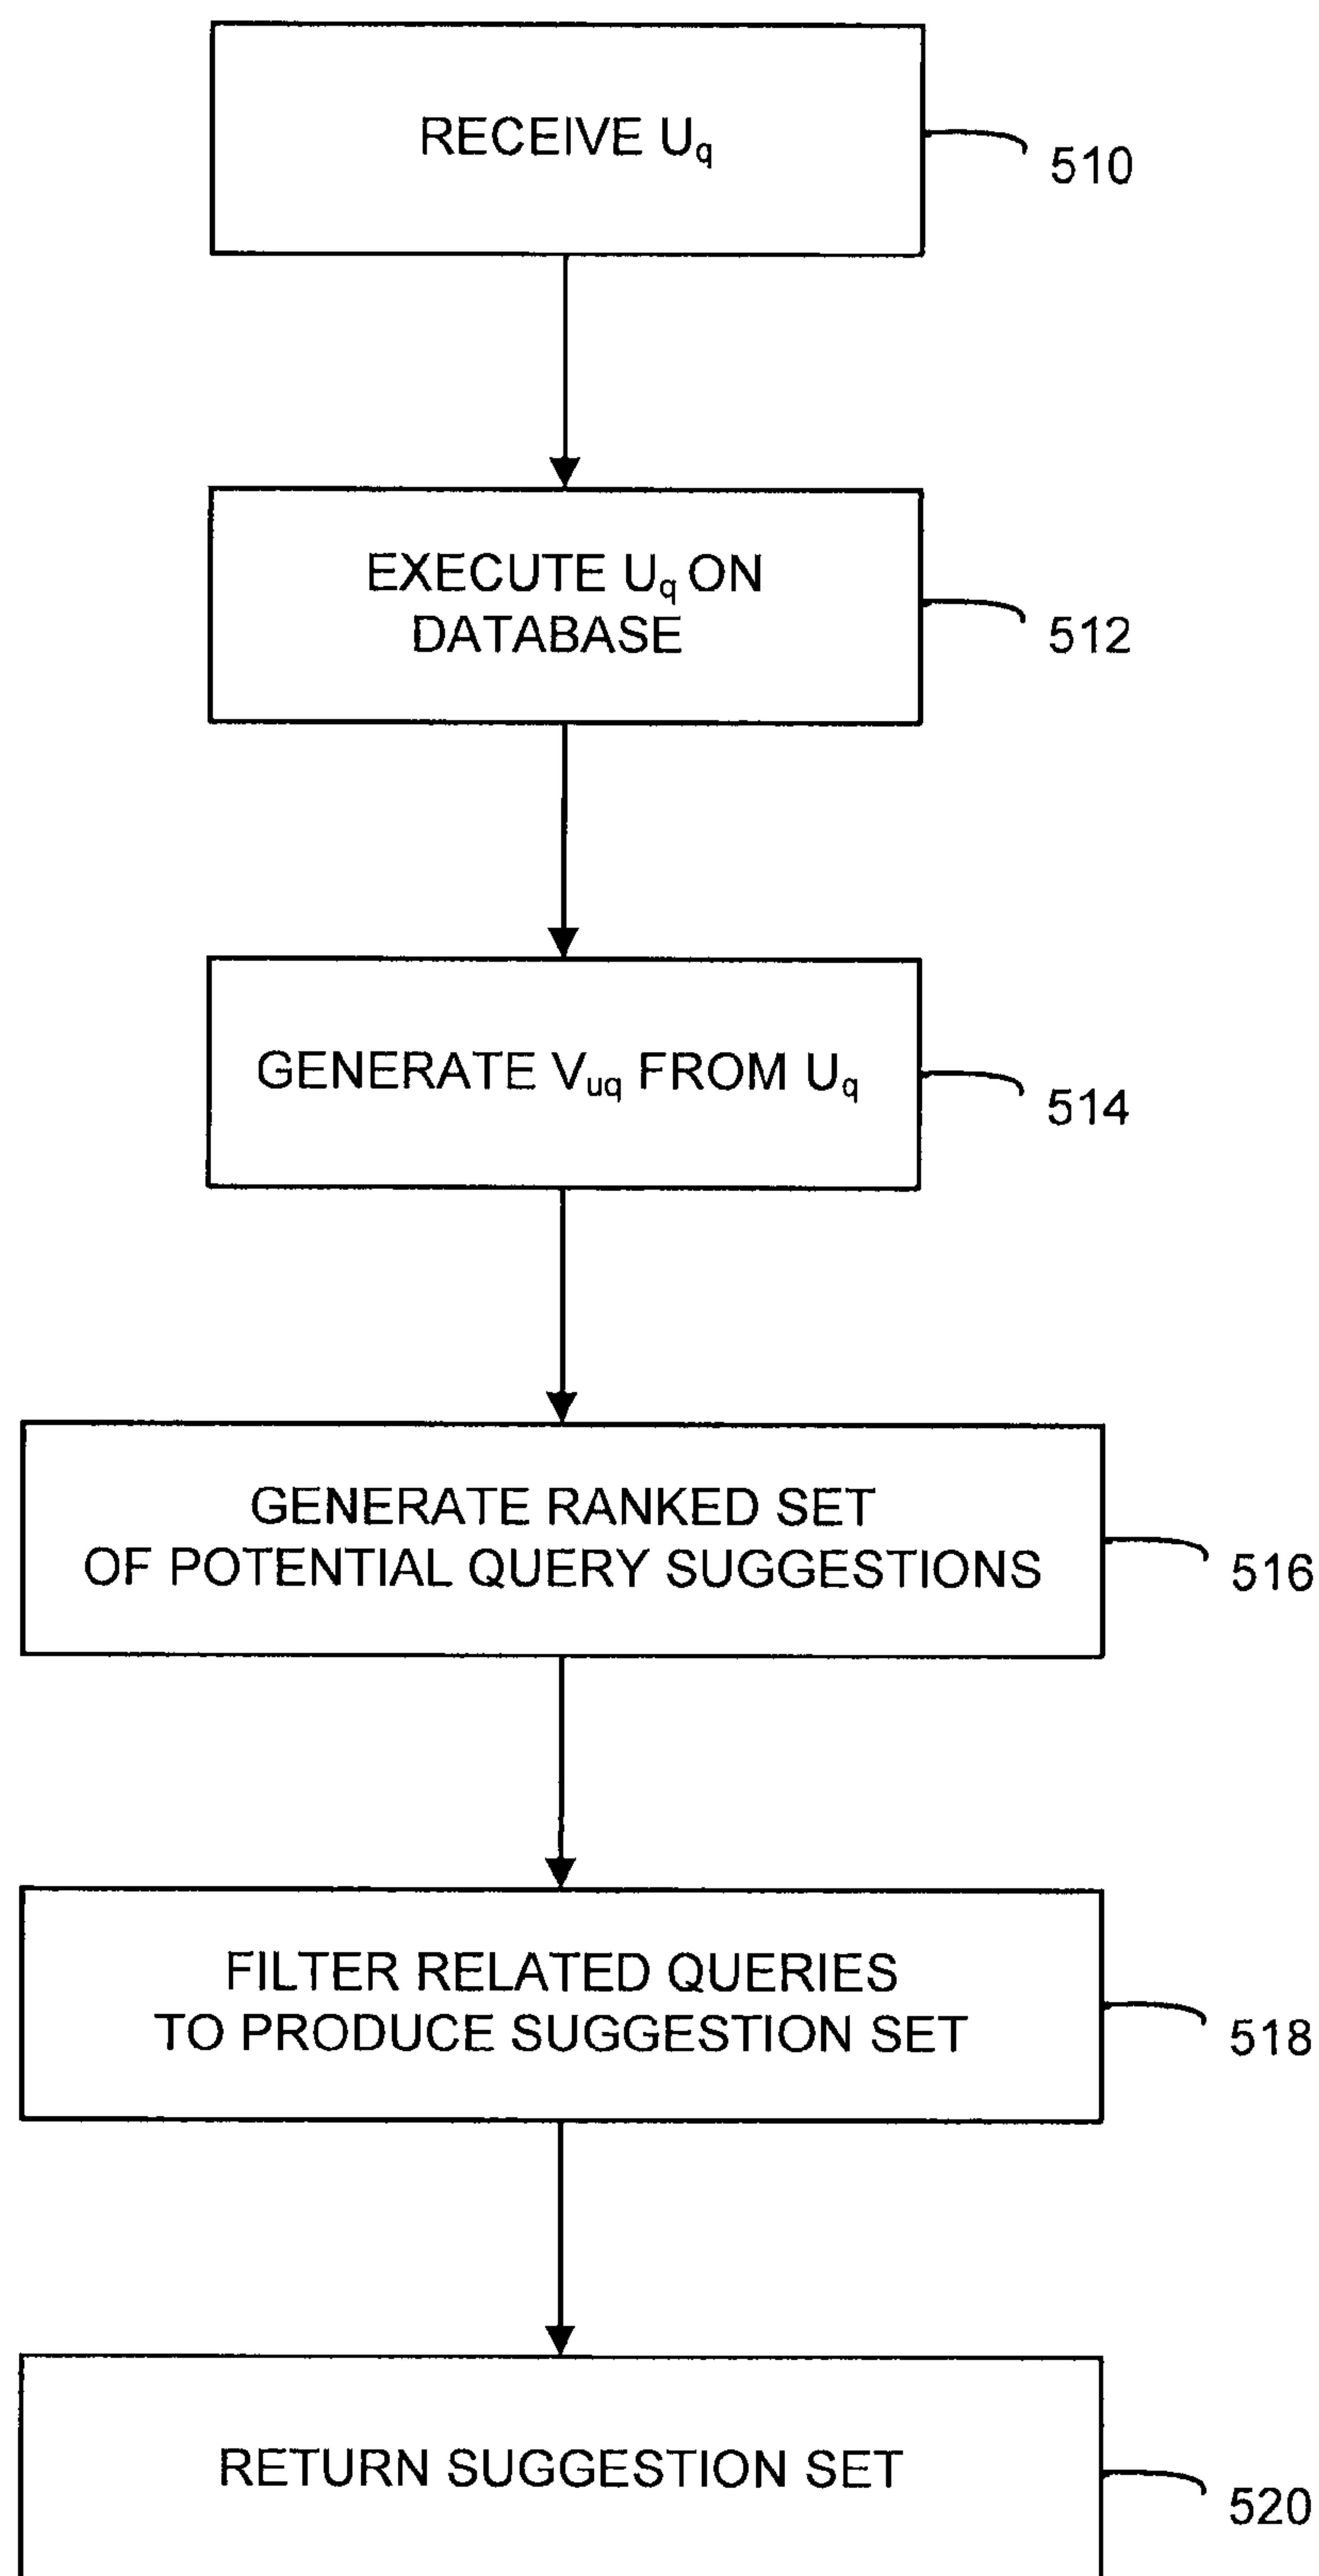 RECEIVE Uq
510
EXECUTE Uq ON
DATABASE
512
GENERATE Vuq FROM Uq
514
GENERATE RANKED SET
OF POTENTIAL QUERY SUGGESTIONS
516
FILTER RELATED QUERIES
TO PRODUCE SUGGESTION SET
518
RETURN SUGGESTION SET
520